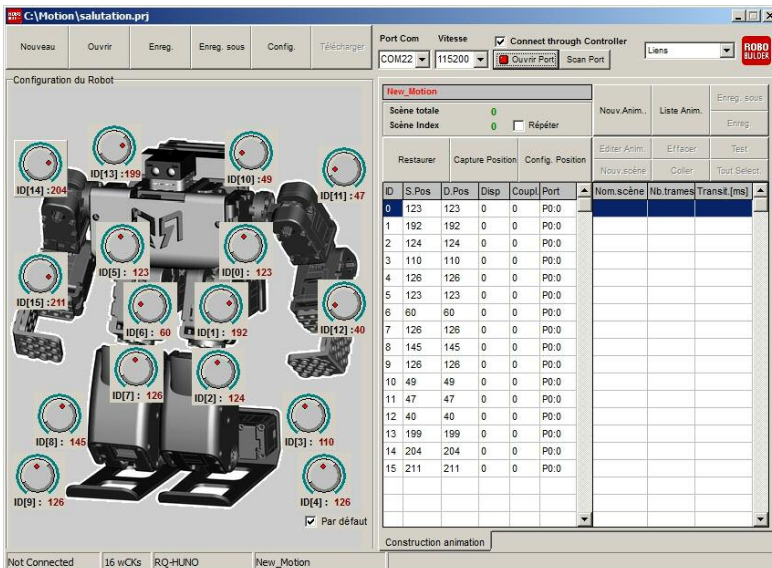 C:\Motion\salutation.prj
Nouveau Ouvrir Enreg. Enreg. sous Config. Télécharger
Port Com Vitesse Connect through Controller
COM22 115200 Ouvrir Port Scan Port Liens ROBO BUILDER
Configuration du Robot
ID[14] :204
ID[13] :199
ID[10] :49
ID[11] :47
ID[5] : 123
ID[0] : 123
ID[15] :211
ID[6] : 60
ID[1] : 192
ID[12] :40
ID[7] : 126
ID[2] : 124
ID[8] : 145
ID[3] : 110
ID[9] : 126
ID[4] : 126
Par défaut
New_Motion
Scène totale 0
Scène Index 0 Répéter
Nouv.Anim.. Liste Anim. Enreg. sous
Enreg.
Restaurer Capture Position Config. Position
Editer Anim. Effacer Test
Nouv.scène Coller Tout Select.
ID S.Pos D.Pos Disp Coupl. Port Nom.scène Nb.trames Transit.[ms]
0 123 123 0 0 P0:0
1 192 192 0 0 P0:0
2 124 124 0 0 P0:0
3 110 110 0 0 P0:0
4 126 126 0 0 P0:0
5 123 123 0 0 P0:0
6 60 60 0 0 P0:0
7 126 126 0 0 P0:0
8 145 145 0 0 P0:0
9 126 126 0 0 P0:0
10 49 49 0 0 P0:0
11 47 47 0 0 P0:0
12 40 40 0 0 P0:0
13 199 199 0 0 P0:0
14 204 204 0 0 P0:0
15 211 211 0 0 P0:0
Construction animation
Not Connected 16 wCKs RQ-HUNO New_Motion